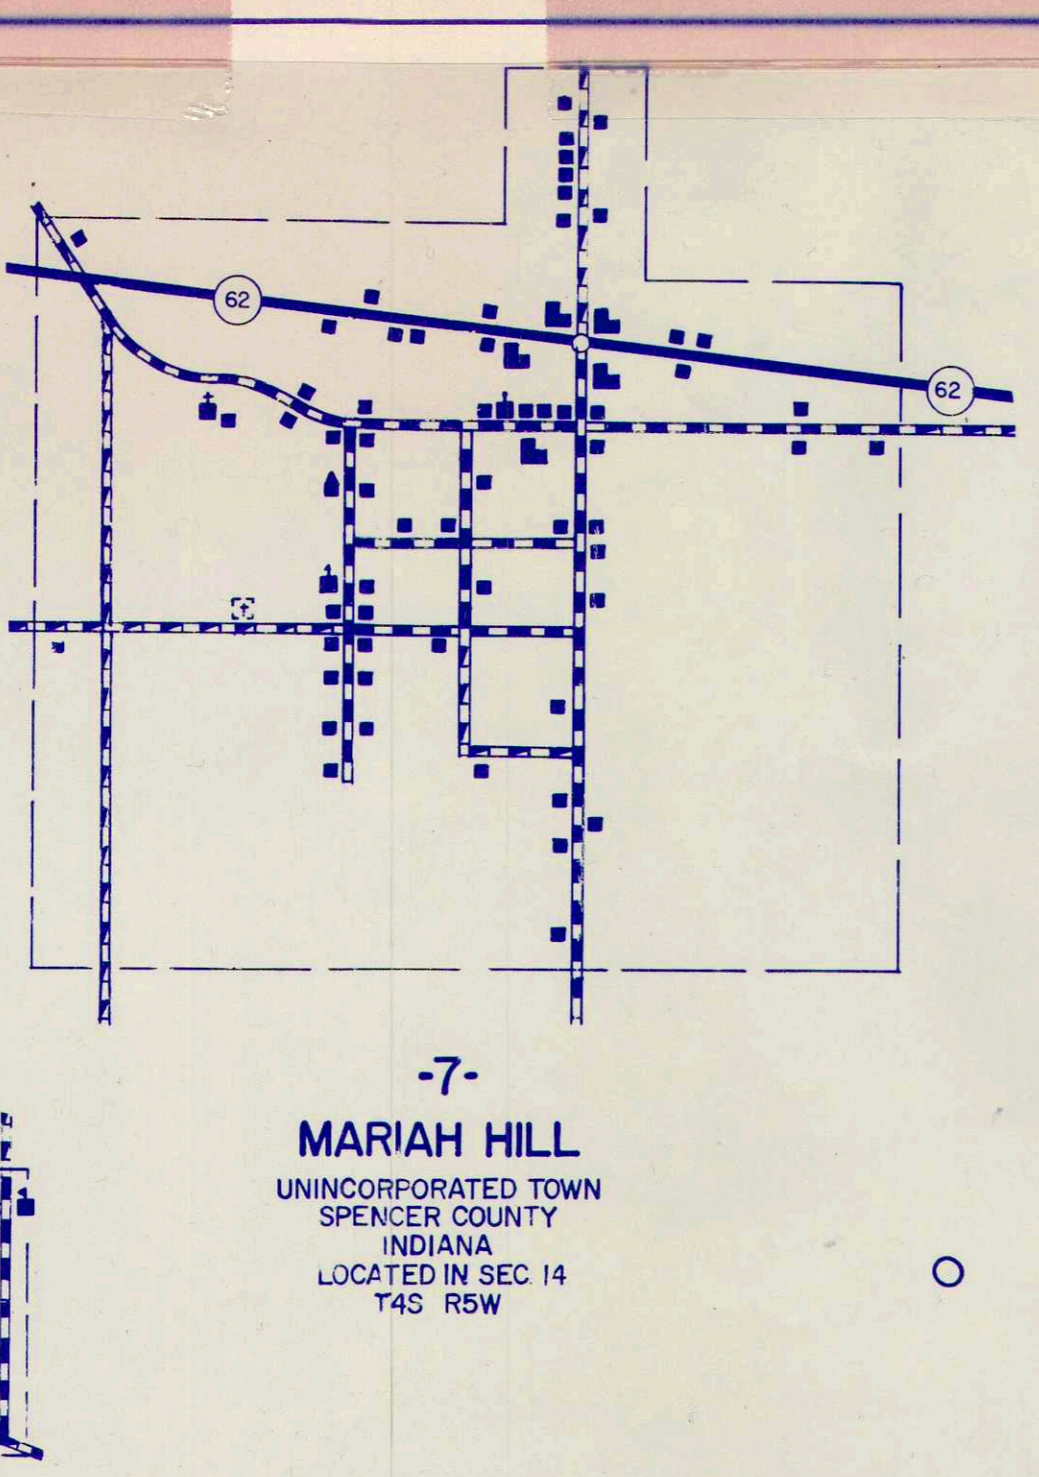 62
62
-7-
MARIAH HILL
UNINCORPORATED TOWN
SPENCER COUNTY
INDIANA
LOCATED IN SEC. 14
T4S R5W